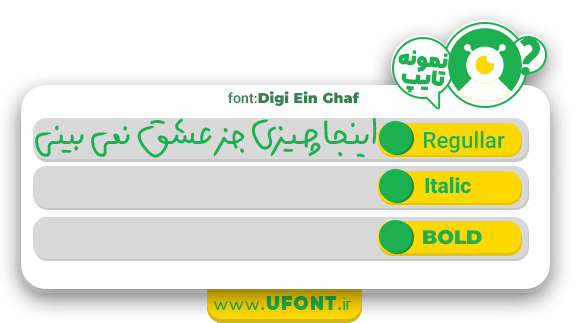 نمونه
تایپ
?
font:Digi Ein Ghaf
اینجا چیزی جز عشق نمی بینی
Regullar
Italic
BOLD
www.UFONT.ir